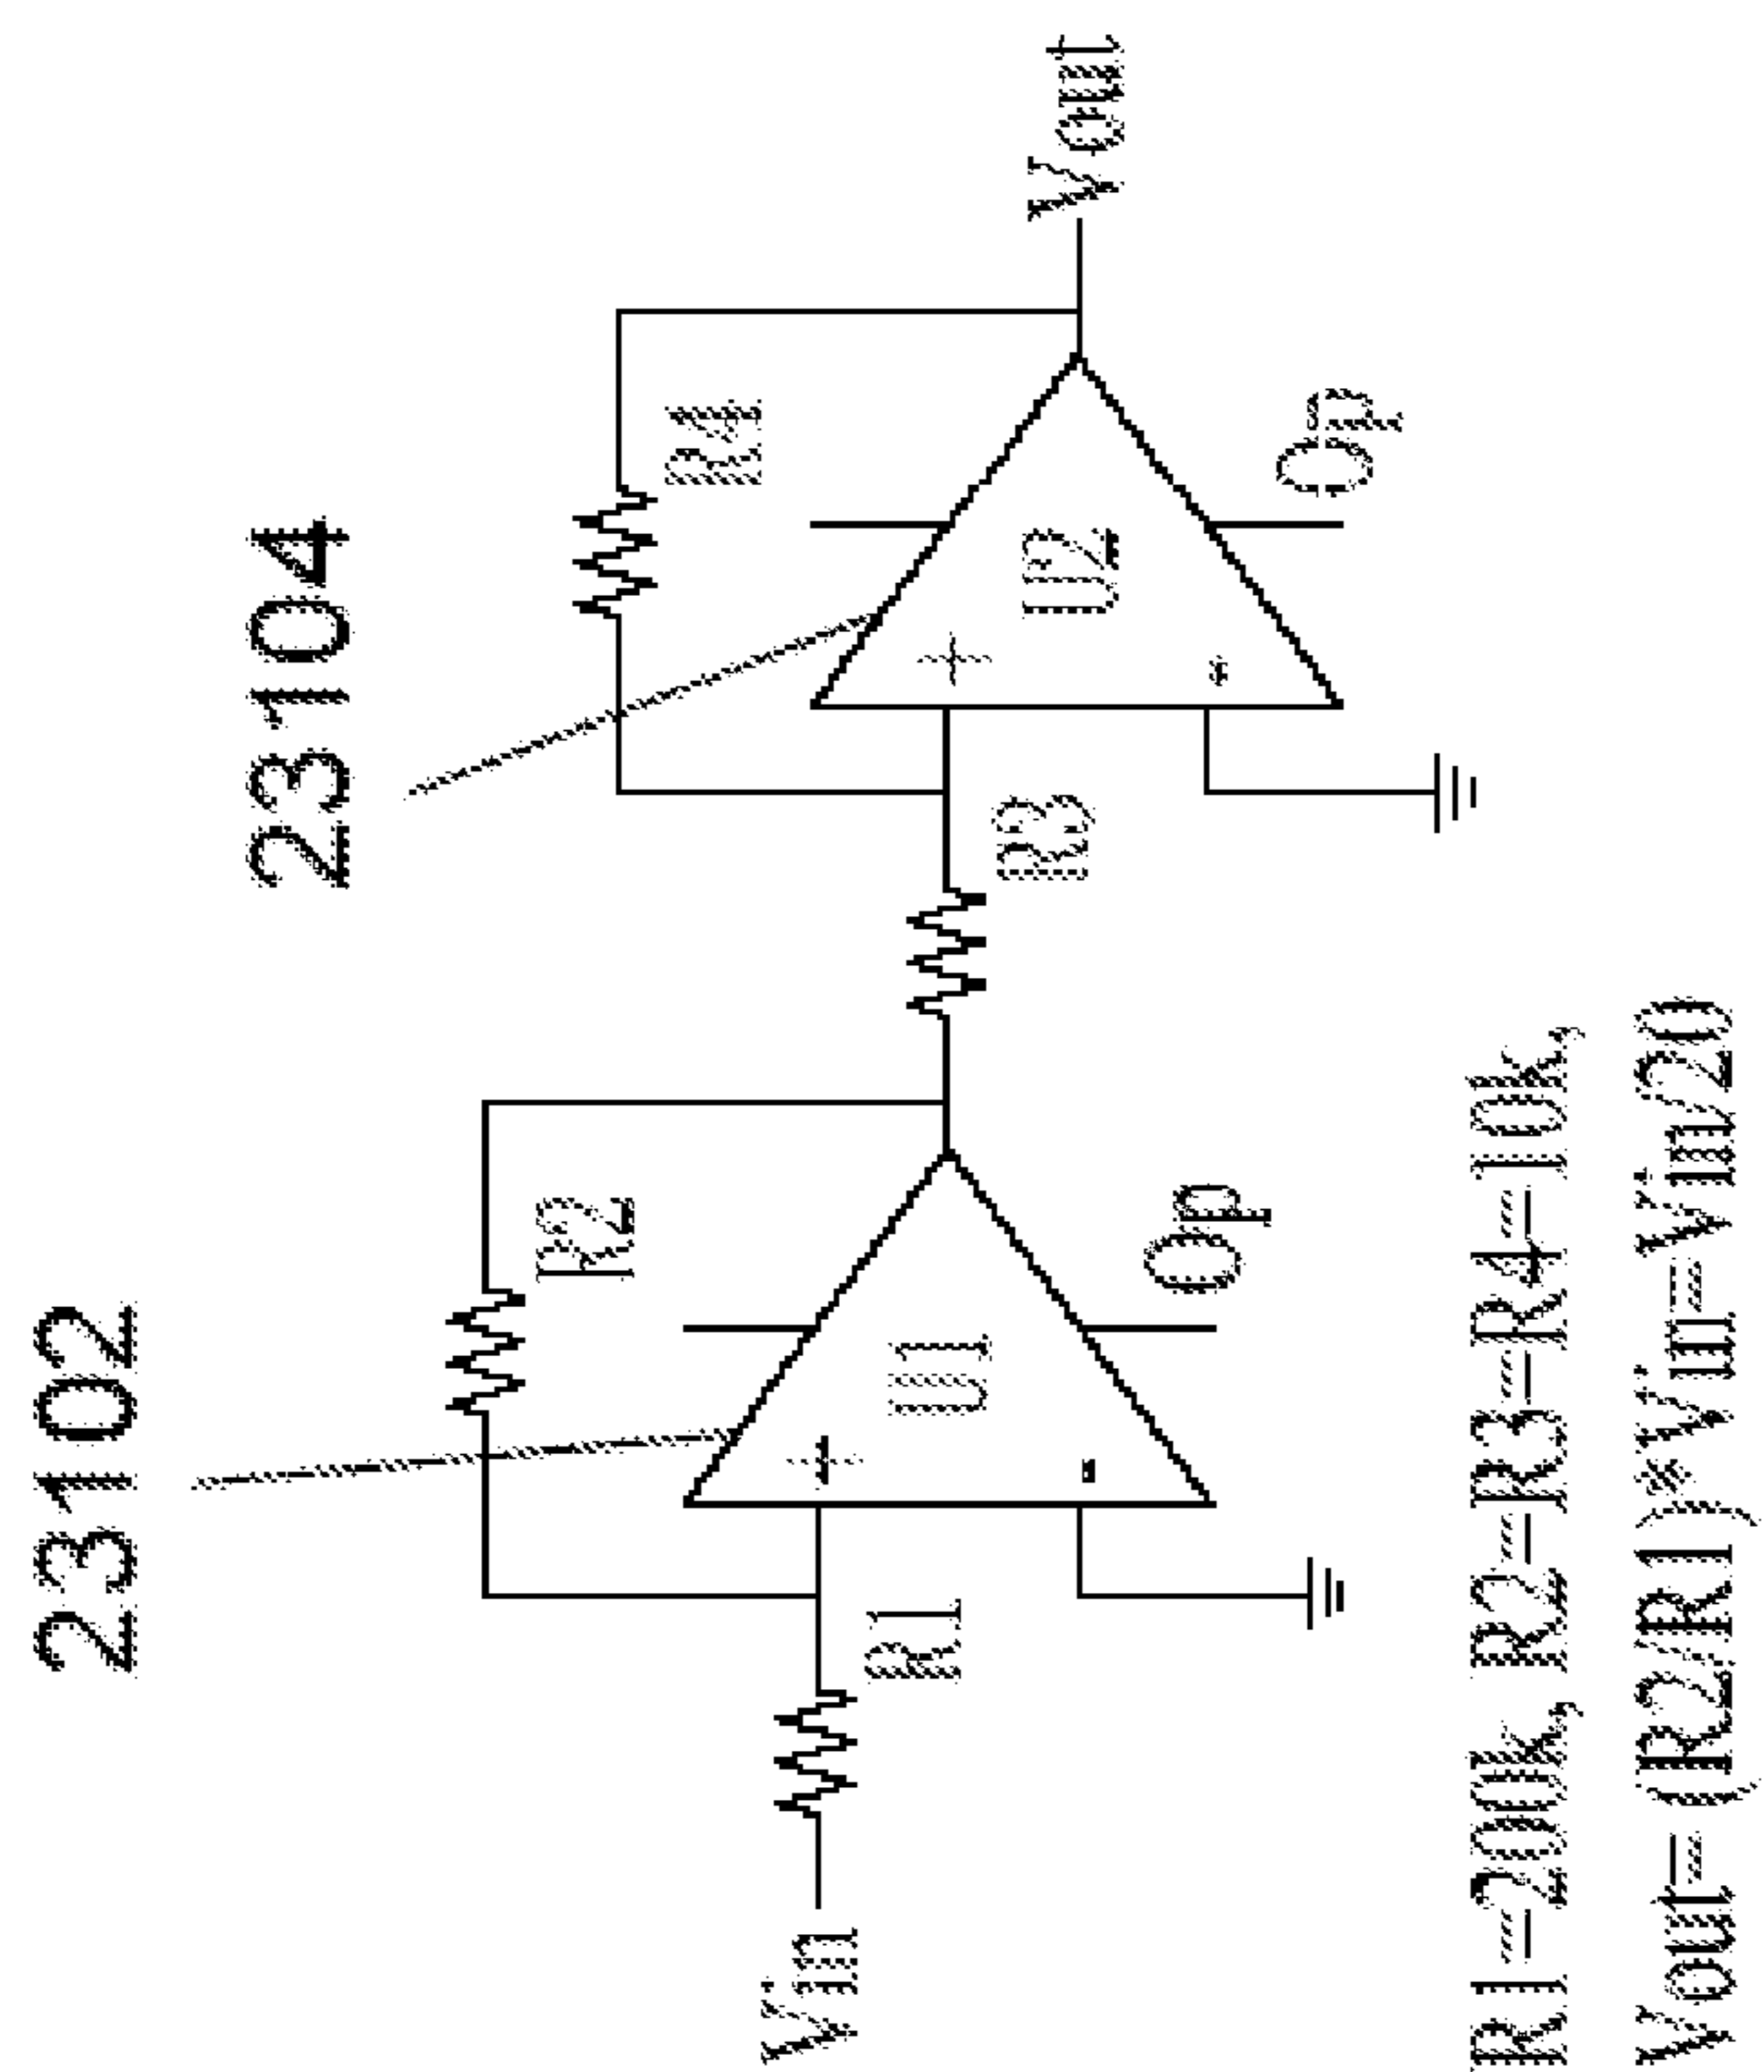 23102
23104
R2
R4
Vin
R1
+
-
U1
Op
R3
+
-
U2
Op
Vout
R1=200k, R2=R3=R4=10k,
Vout=(R2/R1)*Vin=Vin/20